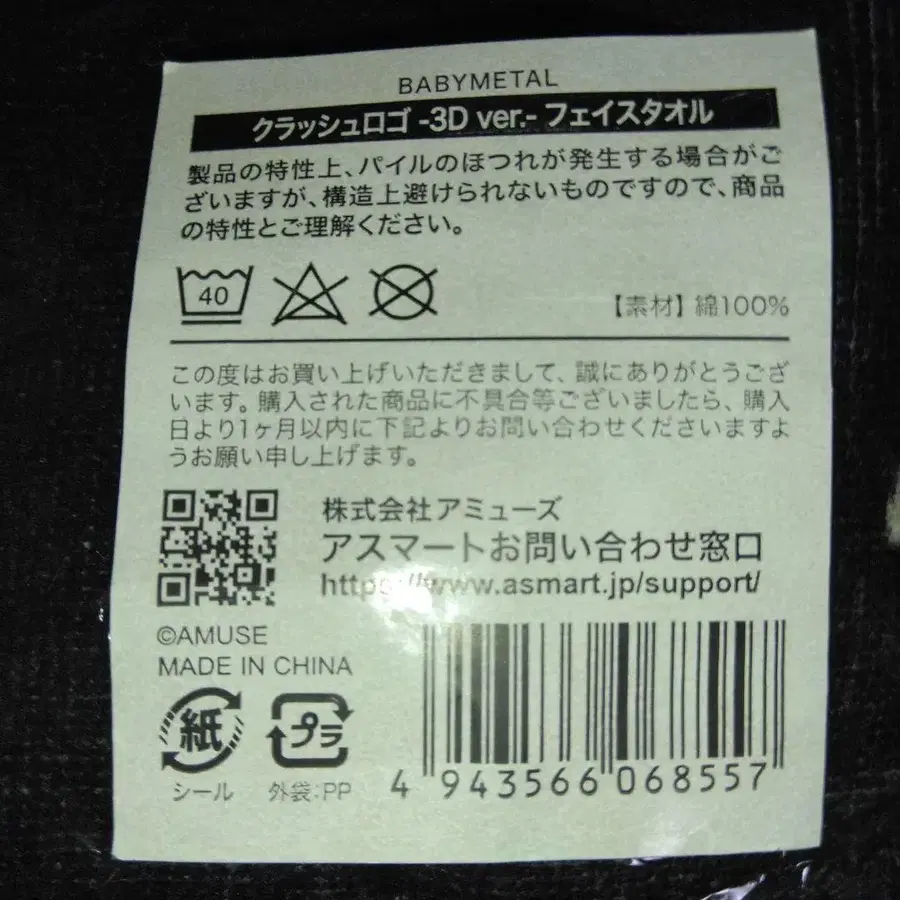 BABYMETAL
クラッシュロゴ -3D ver.- フェイスタオル
製品の特性上、パイルのほつれが発生する場合がご
ざいますが、構造上避けられないものですので、商品
の特性とご理解ください。
40
【素材】綿100%
この度はお買い上げいただきまして、誠にありがとうござ
います。購入された商品に不具合等ございましたら、購入
日より1ヶ月以内に下記よりお問い合わせくださいますよ
うお願い申し上げます。
株式会社アミューズ
アスマートお問い合わせ窓口
https://www.asmart.jp/support/
©AMUSE
MADE IN CHINA
紙
プラ
シール
外袋:PP
4 943566 068557